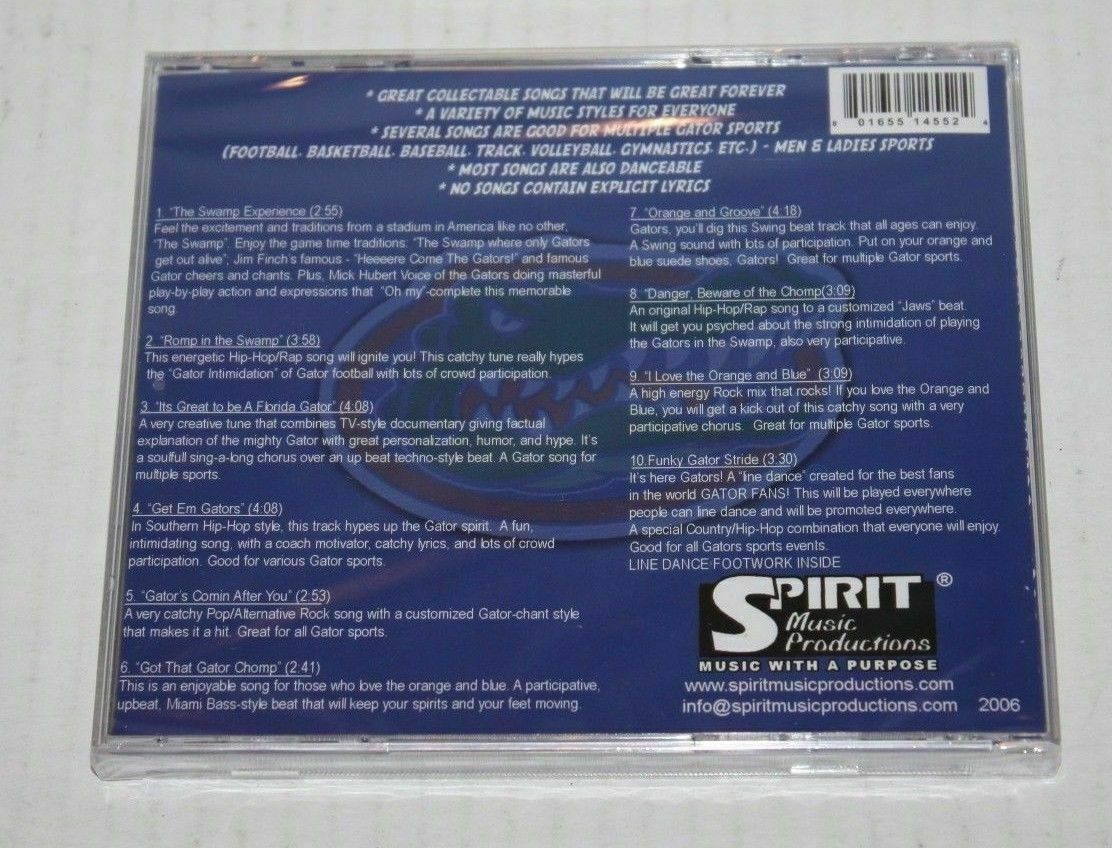 * GREAT COLLECTABLE SONGS THAT WILL BE GREAT FOREVER
* A VARIETY OF MUSIC STYLES FOR EVERYONE
* SEVERAL SONGS ARE GOOD FOR MULTIPLE GATOR SPORTS
(FOOTBALL. BASKETBALL. BASEBALL. TRACK. VOLLEYBALL. GYMNASTICS. ETC.) - MEN & LADIES SPORTS
* MOST SONGS ARE ALSO DANCEABLE
* NO SONGS CONTAIN EXPLICIT LYRICS
8 01655 14552 4
1. "The Swamp Experience (2:55)
Feel the excitement and traditions from a stadium in America like no other,
"The Swamp". Enjoy the game time traditions: "The Swamp where only Gators
get out alive"; Jim Finch's famous - "Heeeere Come The Gators!" and famous
Gator cheers and chants. Plus, Mick Hubert Voice of the Gators doing masterful
play-by-play action and expressions that "Oh my"-complete this memorable
song.
2. "Romp in the Swamp" (3:58)
This energetic Hip-Hop/Rap song will ignite you! This catchy tune really hypes
the "Gator Intimidation" of Gator football with lots of crowd participation.
3. "Its Great to be A Florida Gator" (4:08)
A very creative tune that combines TV-style documentary giving factual
explanation of the mighty Gator with great personalization, humor, and hype. It's
a soulfull sing-a-long chorus over an up beat techno-style beat. A Gator song for
multiple sports.
4. "Get Em Gators" (4:08)
In Southern Hip-Hop style, this track hypes up the Gator spirit. A fun,
intimidating song, with a coach motivator, catchy lyrics, and lots of crowd
participation. Good for various Gator sports.
5. "Gator's Comin After You" (2:53)
A very catchy Pop/Alternative Rock song with a customized Gator-chant style
that makes it a hit. Great for all Gator sports.
6. "Got That Gator Chomp" (2:41)
This is an enjoyable song for those who love the orange and blue. A participative,
upbeat, Miami Bass-style beat that will keep your spirits and your feet moving.
7. "Orange and Groove" (4:18)
Gators, you'll dig this Swing beat track that all ages can enjoy.
A Swing sound with lots of participation. Put on your orange and
blue suede shoes, Gators! Great for multiple Gator sports.
8. "Danger, Beware of the Chomp(3:09)
An original Hip-Hop/Rap song to a customized "Jaws" beat.
It will get you psyched about the strong intimidation of playing
the Gators in the Swamp, also very participative.
9. "I Love the Orange and Blue" (3:09)
A high energy Rock mix that rocks! If you love the Orange and
Blue, you will get a kick out of this catchy song with a very
participative chorus. Great for multiple Gator sports.
10.Funky Gator Stride (3.30)
It's here Gators! A "line dance" created for the best fans
in the world GATOR FANS! This will be played everywhere
people can line dance and will be promoted everywhere.
A special Country/Hip-Hop combination that everyone will enjoy.
Good for all Gators sports events.
LINE DANCE FOOTWORK INSIDE
SPIRIT ®
Music
Productions
MUSIC WITH A PURPOSE
www.spiritmusicproductions.com
info@spiritmusicproductions.com 2006